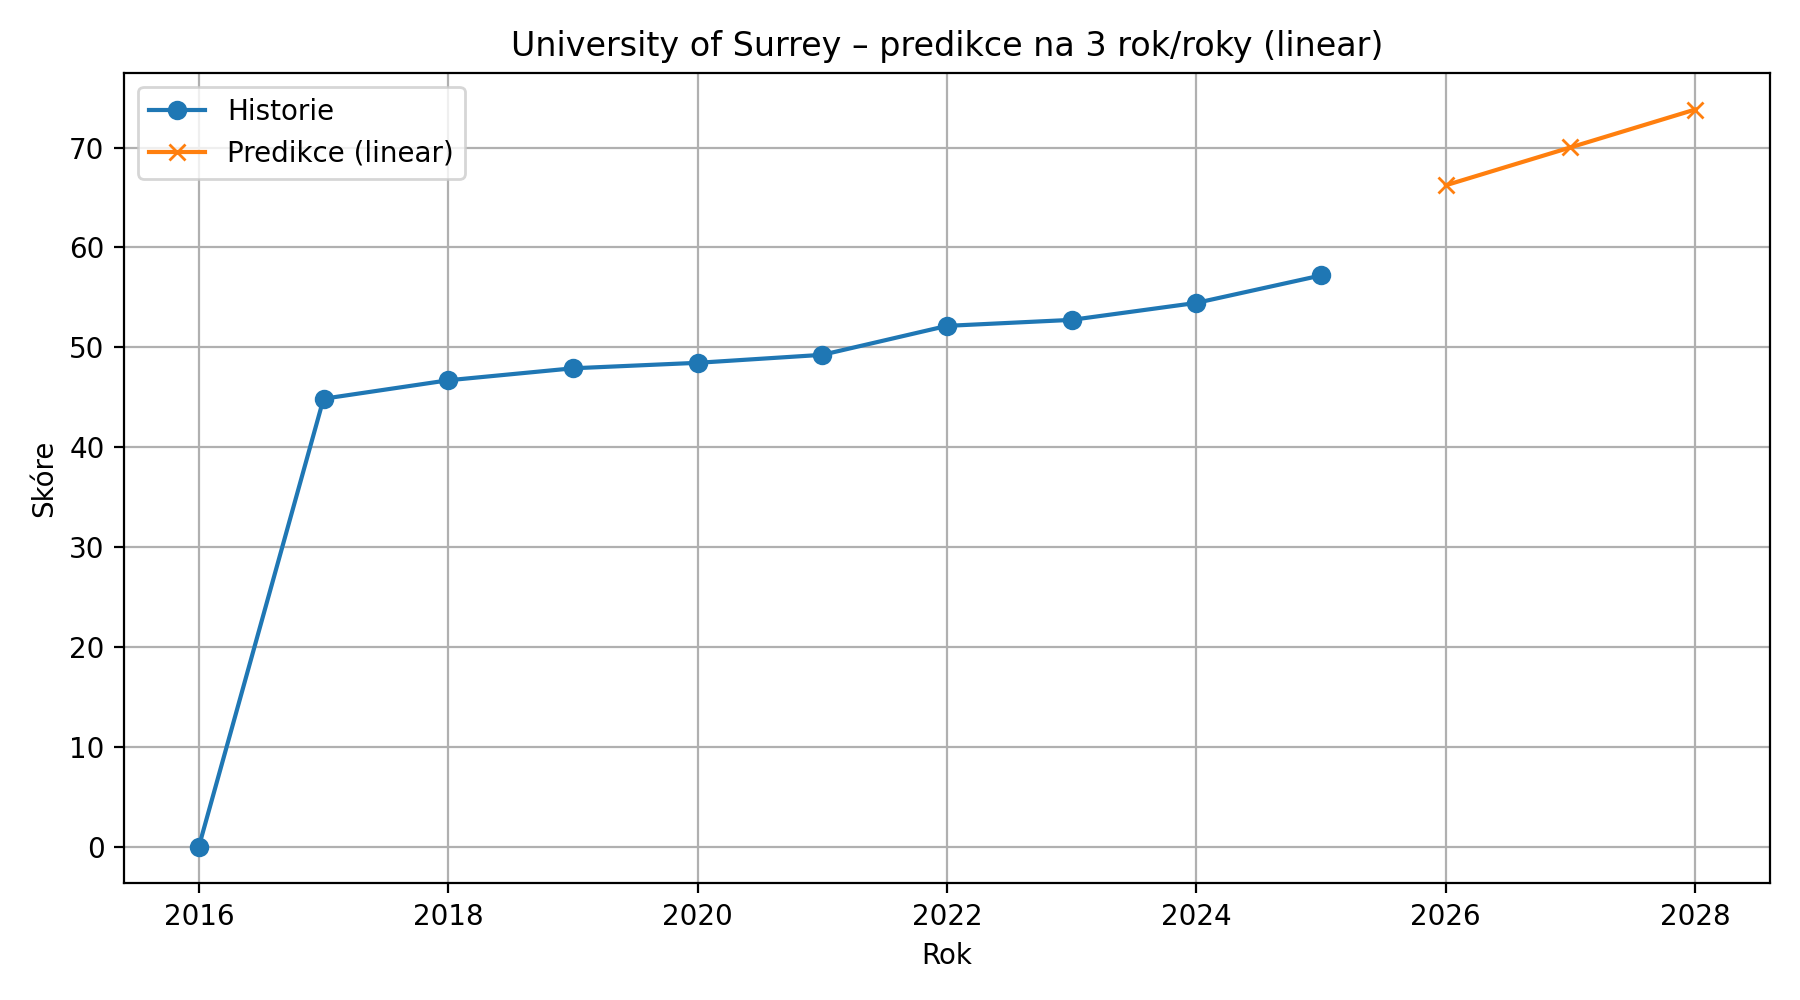 University of Surrey – predikce na 3 rok/roky (linear)
Historie
Predikce (linear)
70
60
50
40
30
20
10
0
Skóre
2016 2018 2020 2022 2024 2026 2028
Rok